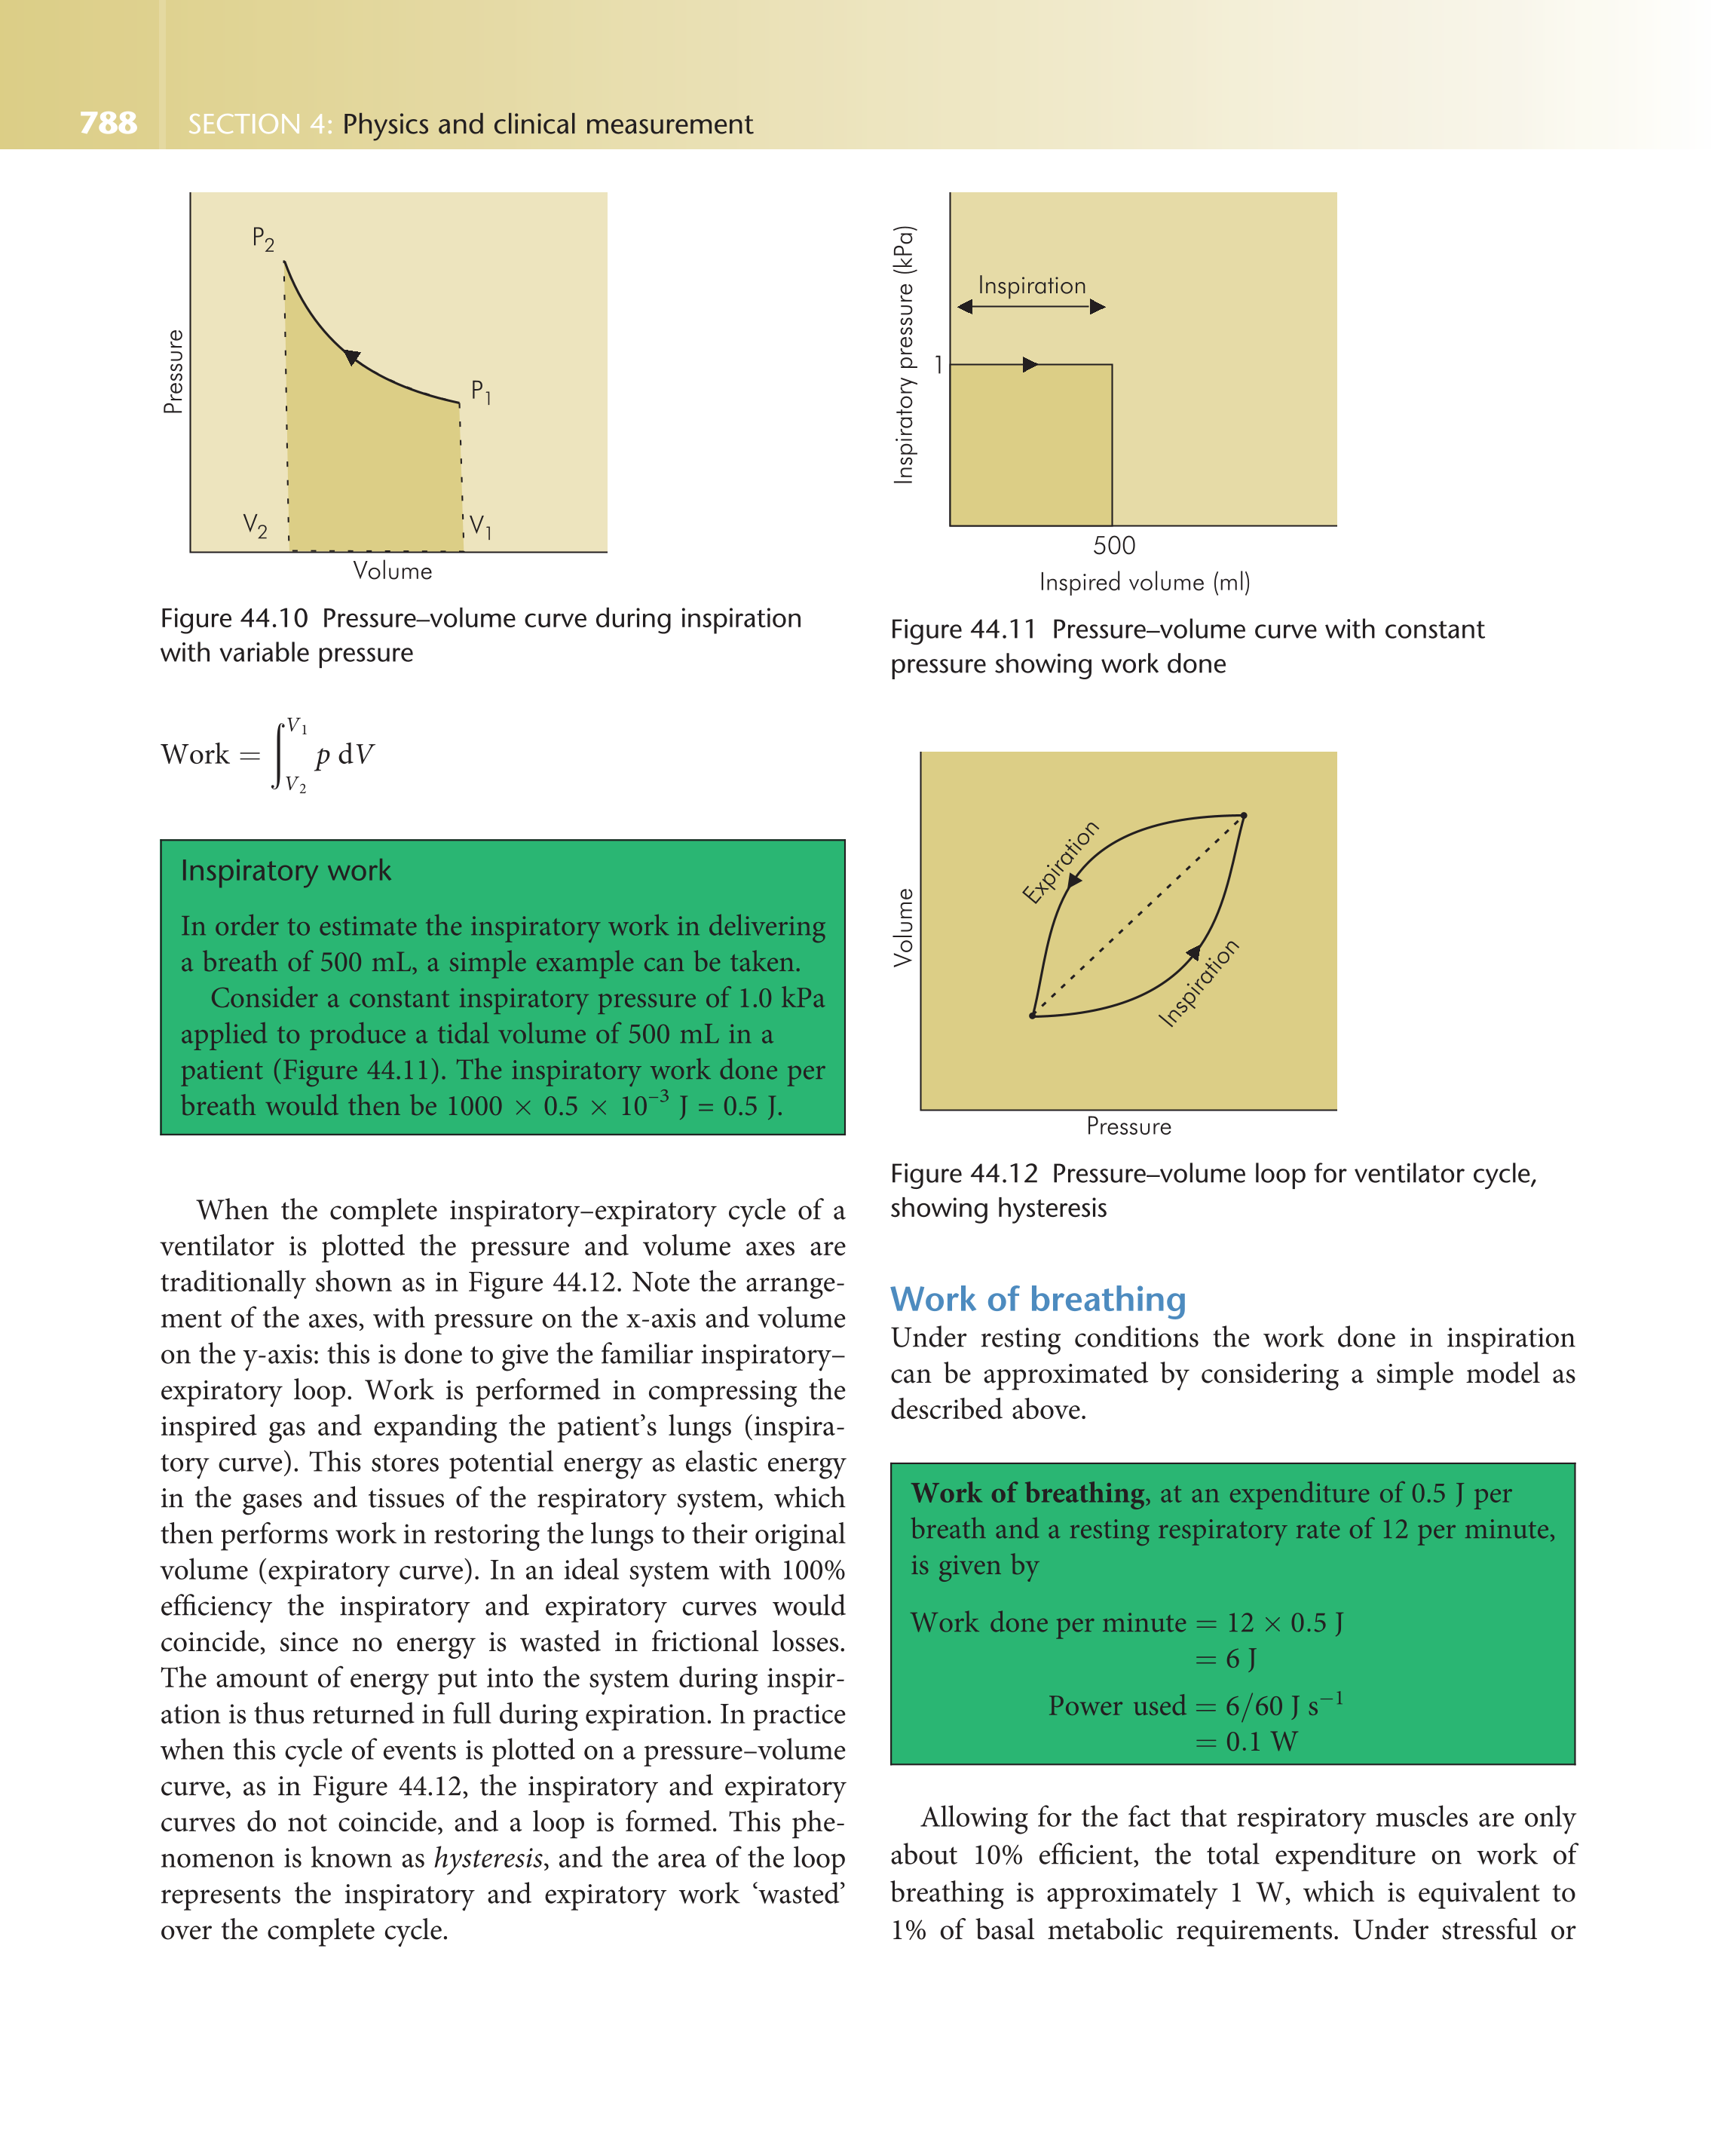 788 SECTION 4: Physics and clinical measurement
P2
P1
V2
V1
Pressure
Volume
Figure 44.10 Pressure–volume curve during inspiration
with variable pressure
Work = ∫_{V2}^{V1} p dV
Inspiratory work
In order to estimate the inspiratory work in delivering
a breath of 500 mL, a simple example can be taken.
Consider a constant inspiratory pressure of 1.0 kPa
applied to produce a tidal volume of 500 mL in a
patient (Figure 44.11). The inspiratory work done per
breath would then be 1000 × 0.5 × 10⁻³ J = 0.5 J.
When the complete inspiratory–expiratory cycle of a
ventilator is plotted the pressure and volume axes are
traditionally shown as in Figure 44.12. Note the arrange-
ment of the axes, with pressure on the x-axis and volume
on the y-axis: this is done to give the familiar inspiratory–
expiratory loop. Work is performed in compressing the
inspired gas and expanding the patient's lungs (inspira-
tory curve). This stores potential energy as elastic energy
in the gases and tissues of the respiratory system, which
then performs work in restoring the lungs to their original
volume (expiratory curve). In an ideal system with 100%
efficiency the inspiratory and expiratory curves would
coincide, since no energy is wasted in frictional losses.
The amount of energy put into the system during inspir-
ation is thus returned in full during expiration. In practice
when this cycle of events is plotted on a pressure–volume
curve, as in Figure 44.12, the inspiratory and expiratory
curves do not coincide, and a loop is formed. This phe-
nomenon is known as hysteresis, and the area of the loop
represents the inspiratory and expiratory work ‘wasted’
over the complete cycle.
Inspiratory pressure (kPa)
Inspiration
1
500
Inspired volume (ml)
Figure 44.11 Pressure–volume curve with constant
pressure showing work done
Volume
Expiration
Inspiration
Pressure
Figure 44.12 Pressure–volume loop for ventilator cycle,
showing hysteresis
Work of breathing
Under resting conditions the work done in inspiration
can be approximated by considering a simple model as
described above.
Work of breathing, at an expenditure of 0.5 J per
breath and a resting respiratory rate of 12 per minute,
is given by
Work done per minute = 12 × 0.5 J
= 6 J
Power used = 6/60 J s⁻¹
= 0.1 W
Allowing for the fact that respiratory muscles are only
about 10% efficient, the total expenditure on work of
breathing is approximately 1 W, which is equivalent to
1% of basal metabolic requirements. Under stressful or